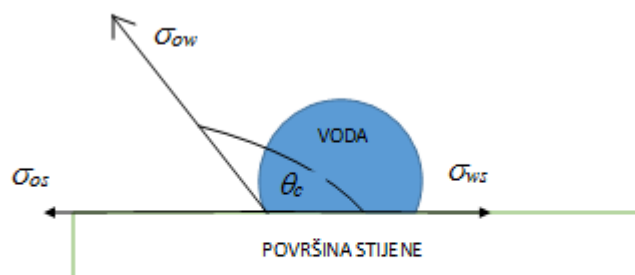 σow
VODA
σos
θc
σws
POVRŠINA STIJENE